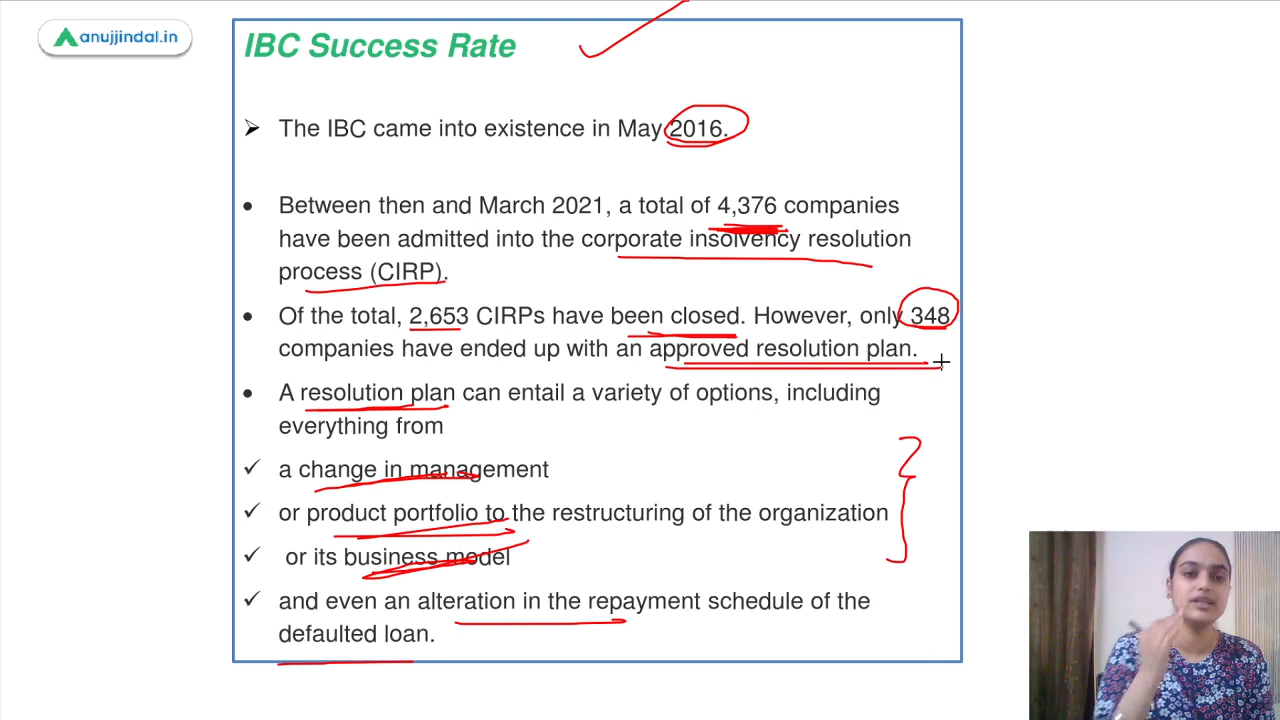 anujjindal.in
IBC Success Rate
➤ The IBC came into existence in May 2016.
• Between then and March 2021, a total of 4,376 companies
have been admitted into the corporate insolvency resolution
process (CIRP).
• Of the total, 2,653 CIRPs have been closed. However, only 348
companies have ended up with an approved resolution plan.
• A resolution plan can entail a variety of options, including
everything from
✓ a change in management
✓ or product portfolio to the restructuring of the organization
✓ or its business model
✓ and even an alteration in the repayment schedule of the
defaulted loan.